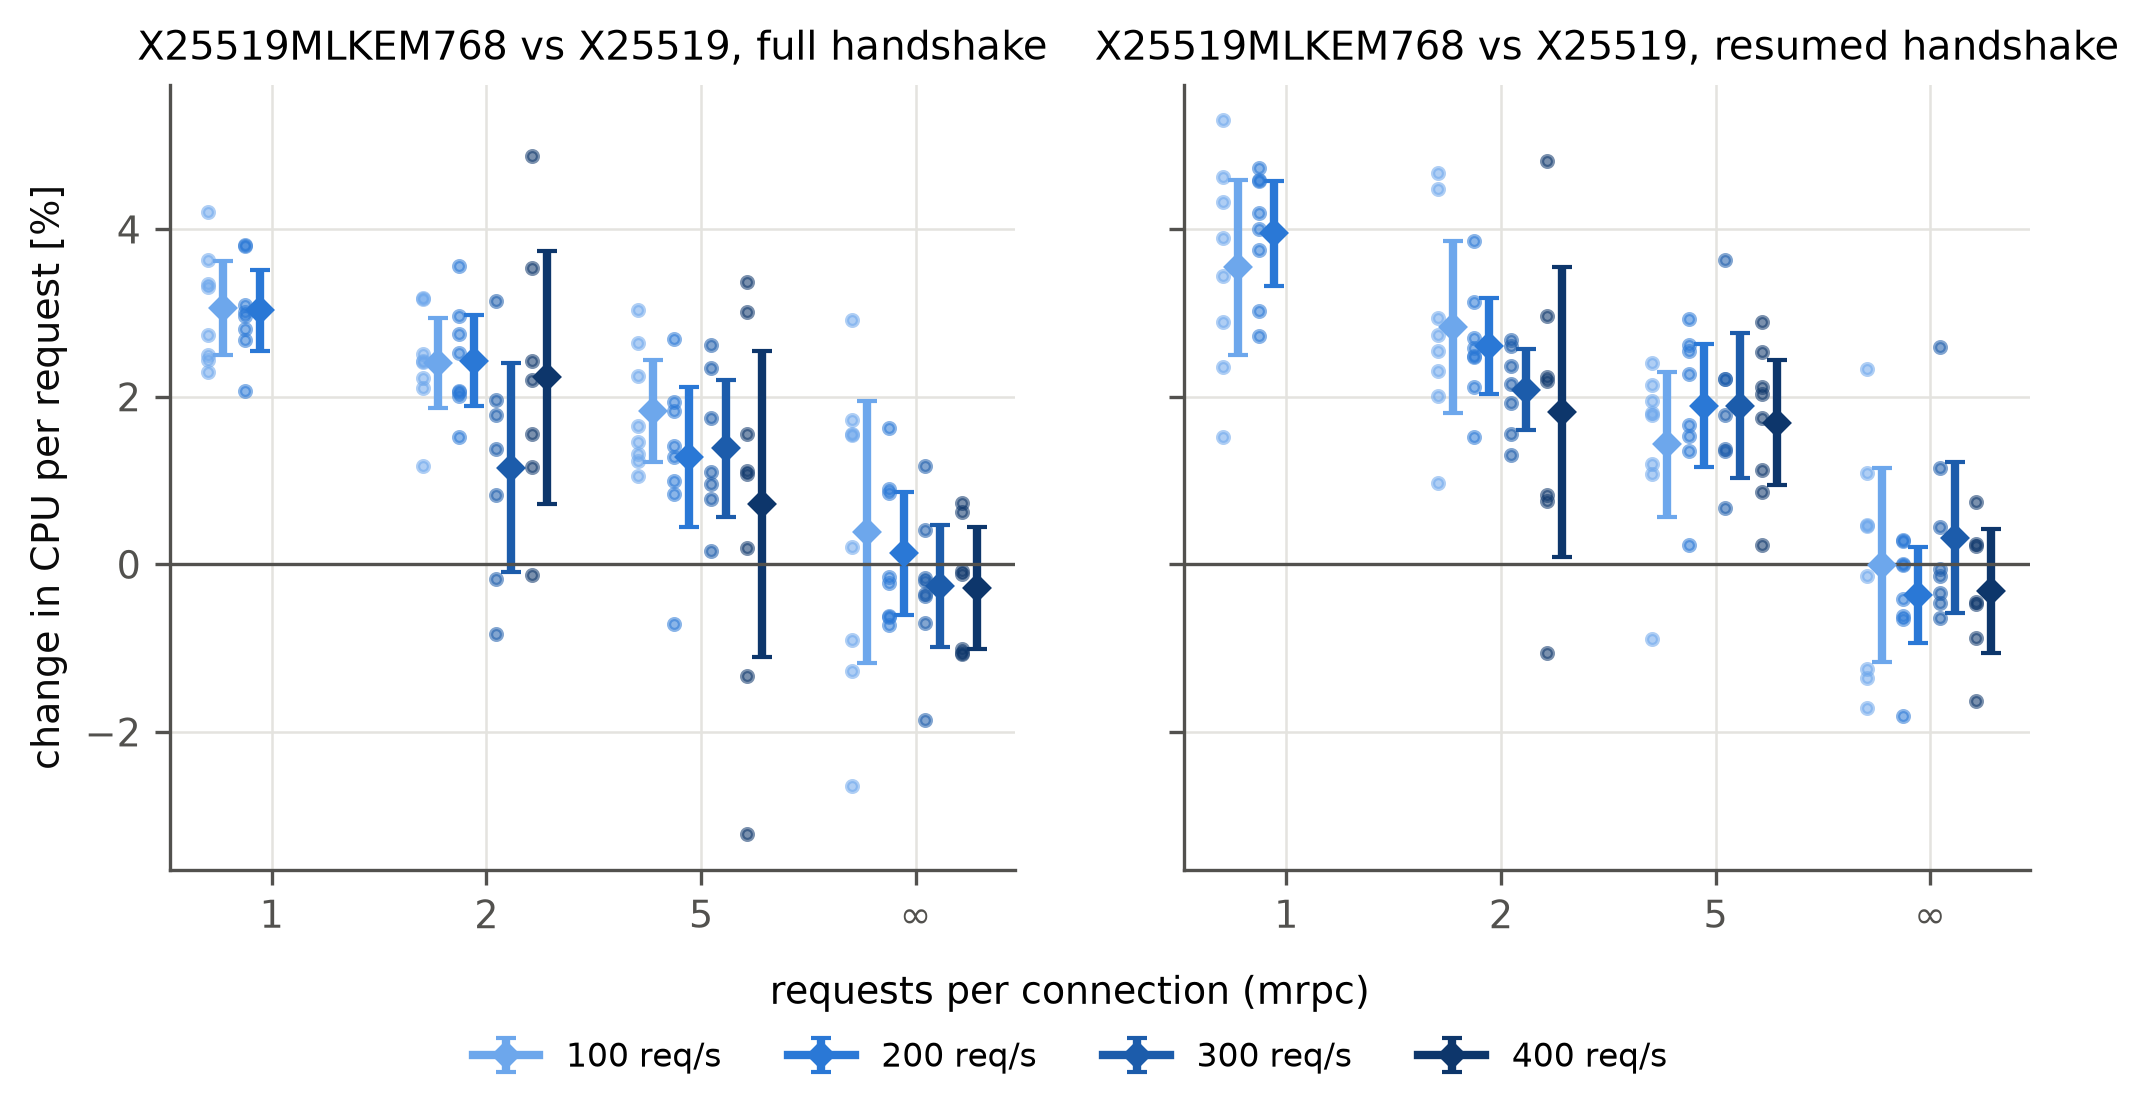 X25519MLKEM768 vs X25519, full handshake
X25519MLKEM768 vs X25519, resumed handshake
change in CPU per request [%]
4
2
0
−2
1 2 5 ∞
1 2 5 ∞
requests per connection (mrpc)
100 req/s 200 req/s 300 req/s 400 req/s